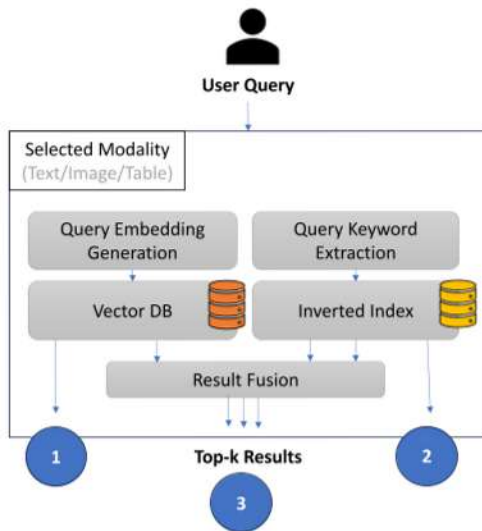 User Query
Selected Modality
(Text/Image/Table)
Query Embedding
Generation
Query Keyword
Extraction
Vector DB
Inverted Index
Result Fusion
1
2
Top-k Results
3